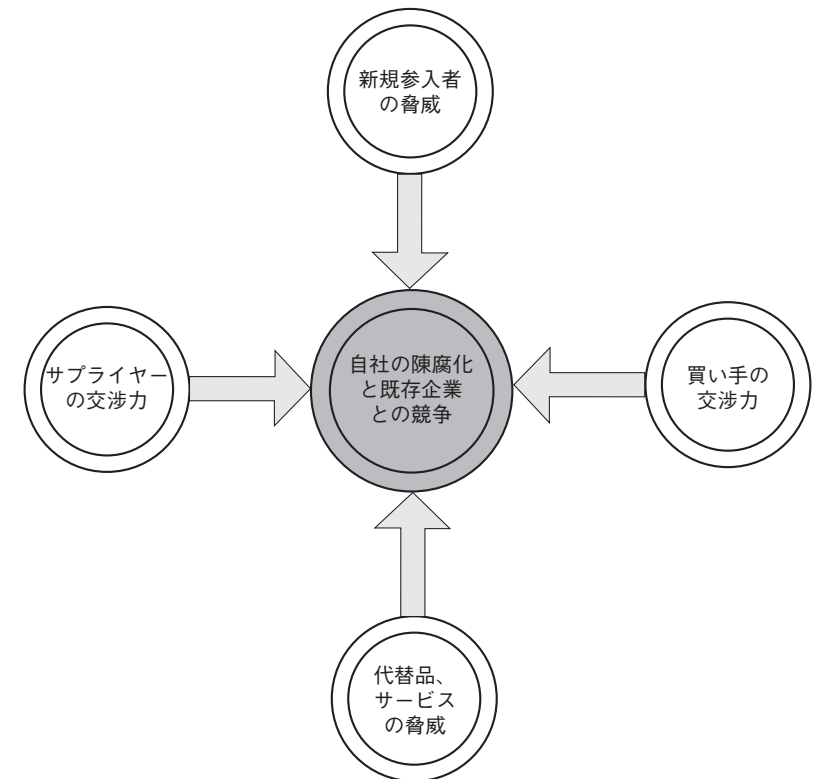 新規参入者
の脅威
サプライヤー
の交渉力
自社の陳腐化
と既存企業
との競争
買い手の
交渉力
代替品、
サービス
の脅威